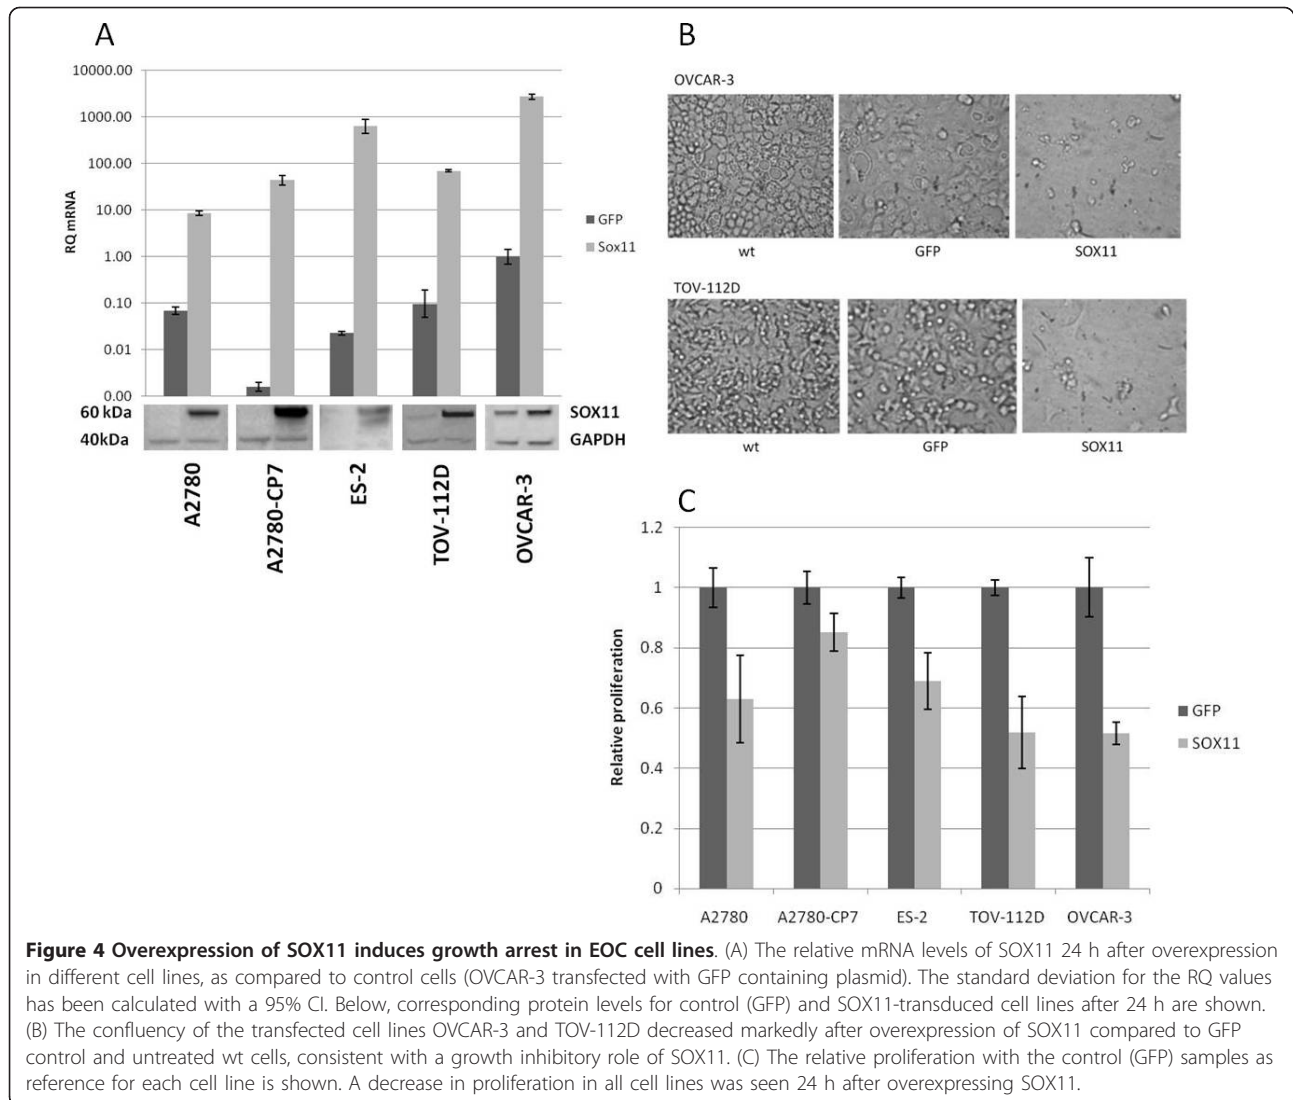 A
10000.00
1000.00
100.00
10.00
1.00
0.10
0.01
0.00
RQ mRNA
GFP
Sox11
60 kDa
SOX11
40kDa
GAPDH
A2780
A2780-CP7
ES-2
TOV-112D
OVCAR-3
B
OVCAR-3
wt
GFP
SOX11
TOV-112D
wt
GFP
SOX11
C
1.2
1
0.8
0.6
0.4
0.2
0
Relative proliferation
GFP
SOX11
A2780
A2780-CP7
ES-2
TOV-112D
OVCAR-3
Figure 4 Overexpression of SOX11 induces growth arrest in EOC cell lines. (A) The relative mRNA levels of SOX11 24 h after overexpression
in different cell lines, as compared to control cells (OVCAR-3 transfected with GFP containing plasmid). The standard deviation for the RQ values
has been calculated with a 95% CI. Below, corresponding protein levels for control (GFP) and SOX11-transduced cell lines after 24 h are shown.
(B) The confluency of the transfected cell lines OVCAR-3 and TOV-112D decreased markedly after overexpression of SOX11 compared to GFP
control and untreated wt cells, consistent with a growth inhibitory role of SOX11. (C) The relative proliferation with the control (GFP) samples as
reference for each cell line is shown. A decrease in proliferation in all cell lines was seen 24 h after overexpressing SOX11.